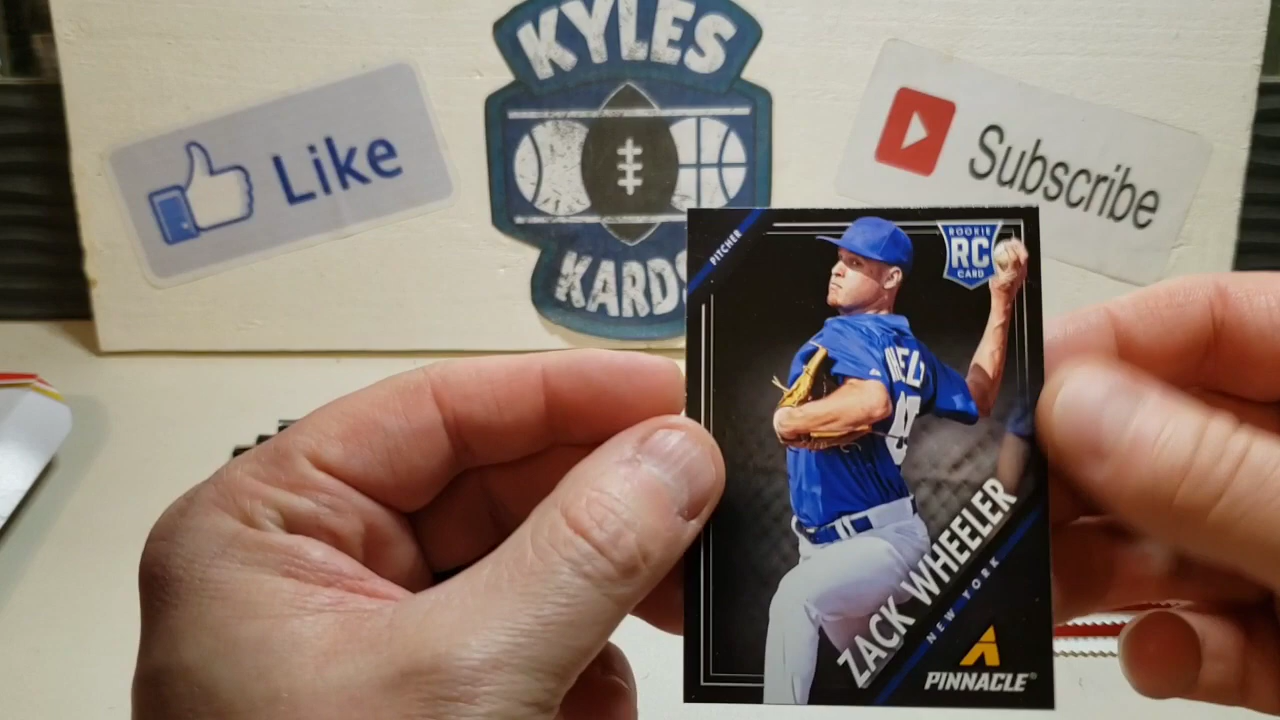 KYLES
KARDS
Like
Subscribe
PITCHER
ROOKIE
RC
CARD
ZACK WHEELER
NEW YORK
PINNACLE®